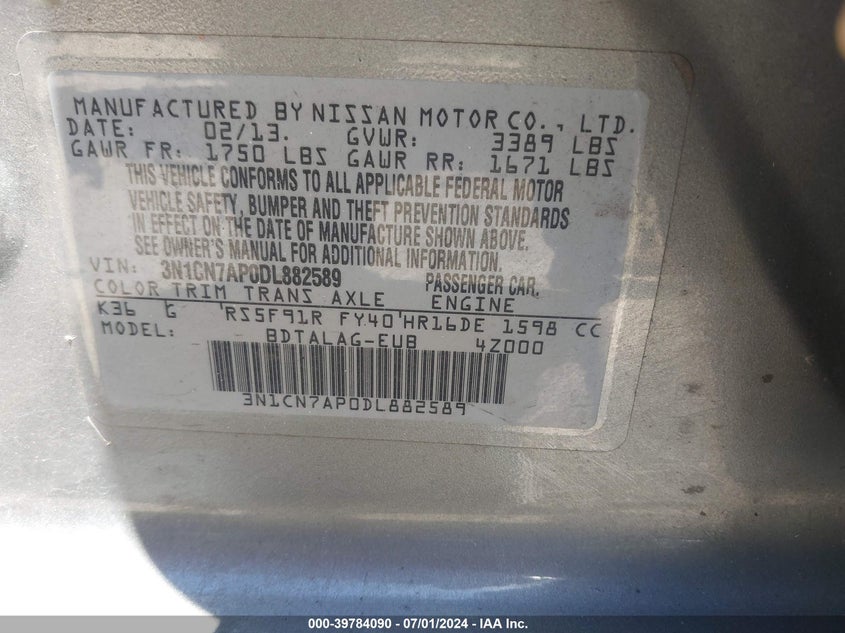 MANUFACTURED BY NISSAN MOTOR CO., LTD.
DATE: 02/13. GVWR: 3389 LBS
GAWR FR: 1750 LBS GAWR RR: 1671 LBS
THIS VEHICLE CONFORMS TO ALL APPLICABLE FEDERAL MOTOR
VEHICLE SAFETY, BUMPER AND THEFT PREVENTION STANDARDS
IN EFFECT ON THE DATE OF MANUFACTURE SHOWN ABOVE.
SEE OWNER'S MANUAL FOR ADDITIONAL INFORMATION.
VIN: 3N1CN7AP0DL882589 PASSENGER CAR.
COLOR TRIM TRANS AXLE ENGINE
K36 G RS5F91R FY40 HR16DE 1598 CC
MODEL: BDTALAG-EUB 4Z000
3N1CN7AP0DL882589
000-39784090 - 07/01/2024 - IAA Inc.